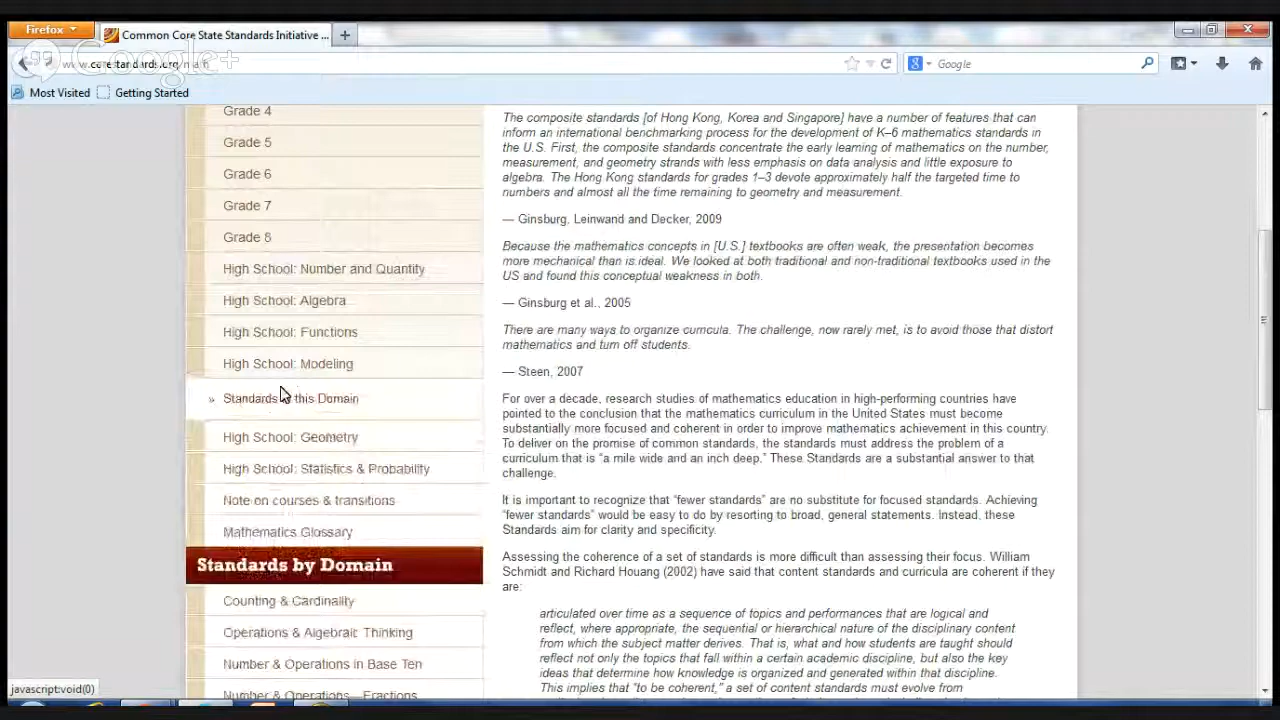 Firefox
Common Core State Standards Initiative ...
Google+
Google
Most Visited
Getting Started
Grade 4
Grade 5
Grade 6
Grade 7
Grade 8
High School: Number and Quantity
High School: Algebra
High School: Functions
High School: Modeling
» Standards this Domain
High School: Geometry
High School: Statistics & Probability
Note on courses & transitions
Mathematics Glossary
Standards by Domain
Counting & Cardinality
Operations & Algebraic Thinking
Number & Operations in Base Ten
Number & Operations—Fractions
The composite standards [of Hong Kong, Korea and Singapore] have a number of features that can
inform an international benchmarking process for the development of K–6 mathematics standards in
the U.S. First, the composite standards concentrate the early learning of mathematics on the number,
measurement, and geometry strands with less emphasis on data analysis and little exposure to
algebra. The Hong Kong standards for grades 1–3 devote approximately half the targeted time to
numbers and almost all the time remaining to geometry and measurement.
— Ginsburg, Leinwand and Decker, 2009
Because the mathematics concepts in [U.S.] textbooks are often weak, the presentation becomes
more mechanical than is ideal. We looked at both traditional and non-traditional textbooks used in the
US and found this conceptual weakness in both.
— Ginsburg et al., 2005
There are many ways to organize curricula. The challenge, now rarely met, is to avoid those that distort
mathematics and turn off students.
— Steen, 2007
For over a decade, research studies of mathematics education in high-performing countries have
pointed to the conclusion that the mathematics curriculum in the United States must become
substantially more focused and coherent in order to improve mathematics achievement in this country.
To deliver on the promise of common standards, the standards must address the problem of a
curriculum that is “a mile wide and an inch deep.” These Standards are a substantial answer to that
challenge.
It is important to recognize that “fewer standards” are no substitute for focused standards. Achieving
“fewer standards” would be easy to do by resorting to broad, general statements. Instead, these
Standards aim for clarity and specificity.
Assessing the coherence of a set of standards is more difficult than assessing their focus. William
Schmidt and Richard Houang (2002) have said that content standards and curricula are coherent if they
are:
articulated over time as a sequence of topics and performances that are logical and
reflect, where appropriate, the sequential or hierarchical nature of the disciplinary content
from which the subject matter derives. That is, what and how students are taught should
reflect not only the topics that fall within a certain academic discipline, but also the key
ideas that determine how knowledge is organized and generated within that discipline.
This implies that "to be coherent," a set of content standards must evolve from
javascript:void(0)